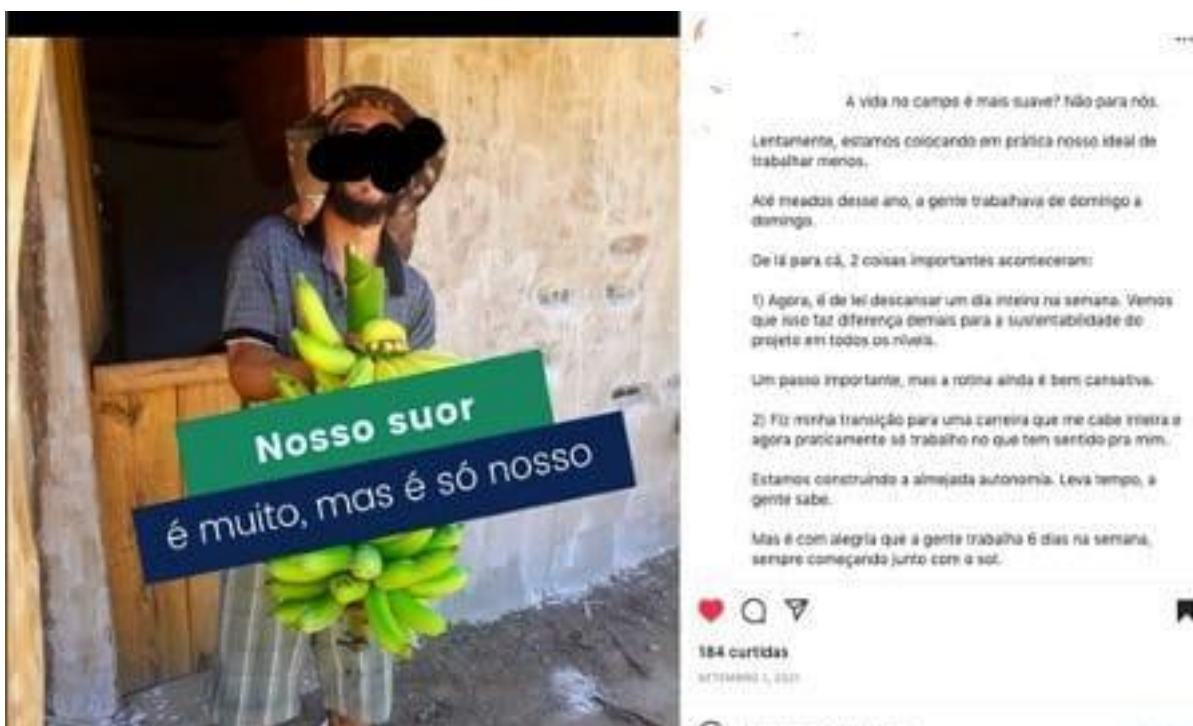 Nosso suor
é muito, mas é só nosso
A vida no campo é mais suave? Não para nós.
Lentamente, estamos colocando em prática nosso ideal de
trabalhar menos.
Até meados desse ano, a gente trabalhava de domingo a
domingo.
De lá para cá, 2 coisas importantes aconteceram:
1) Agora, é de lei descansar um dia inteiro na semana. Vemos
que isso faz diferença demais para a sustentabilidade do
projeto em todos os níveis.
Um passo importante, mas a rotina ainda é bem cansativa.
2) Fiz minha transição para uma carreira que me cabe inteira e
agora praticamente só trabalho no que tem sentido pra mim.
Estamos construindo a almejada autonomia. Leva tempo, a
gente sabe.
Mas é com alegria que a gente trabalha 6 dias na semana,
sempre começando junto com o sol.
184 curtidas
SETEMBRO 1, 2021